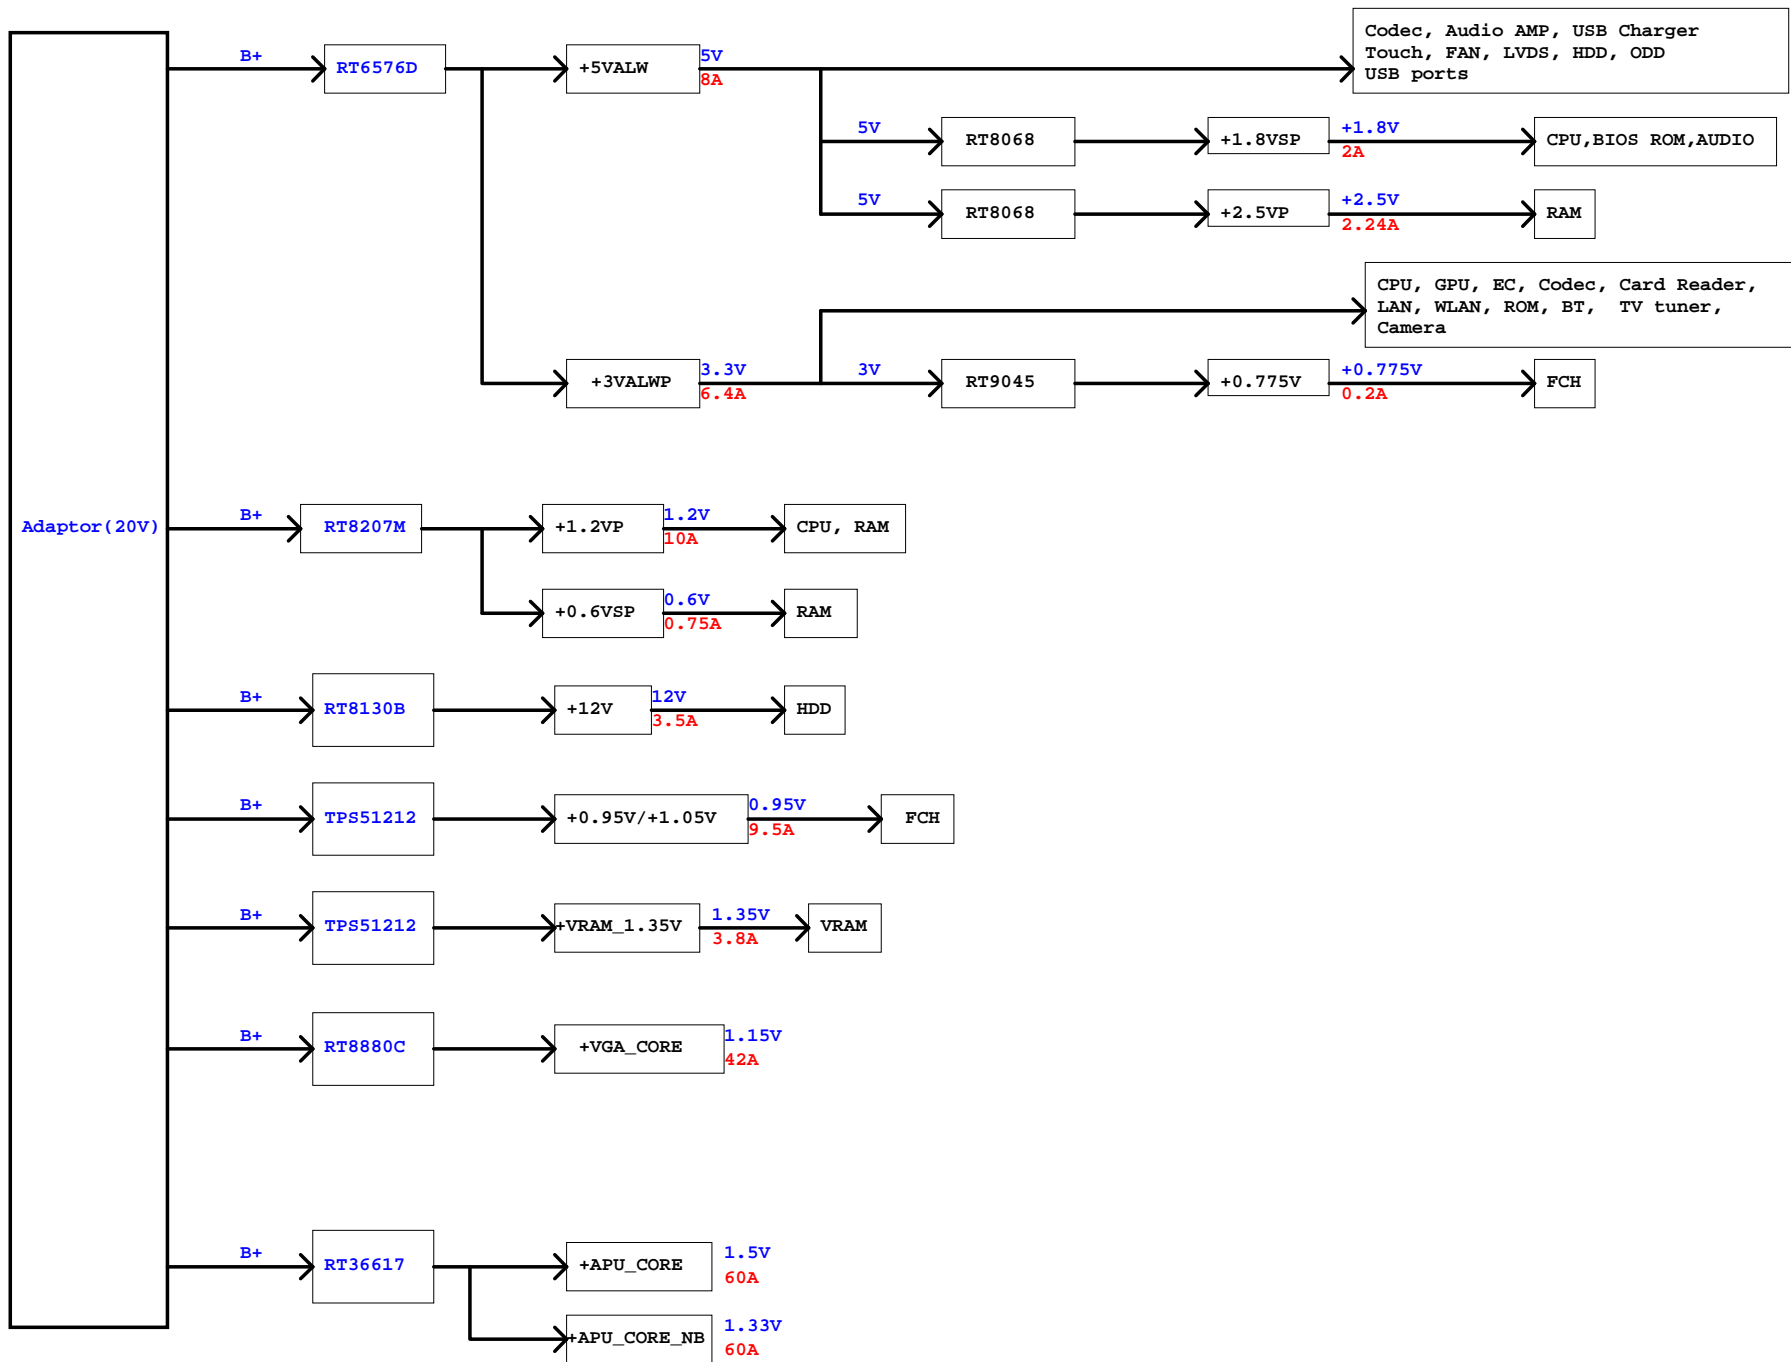 Adaptor(20V)
B+
RT6576D
+5VALW
5V
8A
Codec, Audio AMP, USB Charger
Touch, FAN, LVDS, HDD, ODD
USB ports
5V
RT8068
+1.8VSP
+1.8V
2A
CPU,BIOS ROM,AUDIO
5V
RT8068
+2.5VP
+2.5V
2.24A
RAM
CPU, GPU, EC, Codec, Card Reader,
LAN, WLAN, ROM, BT, TV tuner,
Camera
+3VALWP
3.3V
6.4A
3V
RT9045
+0.775V
+0.775V
0.2A
FCH
B+
RT8207M
+1.2VP
1.2V
10A
CPU, RAM
+0.6VSP
0.6V
0.75A
RAM
B+
RT8130B
+12V
12V
3.5A
HDD
B+
TPS51212
+0.95V/+1.05V
0.95V
9.5A
FCH
B+
TPS51212
+VRAM_1.35V
1.35V
3.8A
VRAM
B+
RT8880C
+VGA_CORE
1.15V
42A
B+
RT36617
+APU_CORE
1.5V
60A
+APU_CORE_NB
1.33V
60A